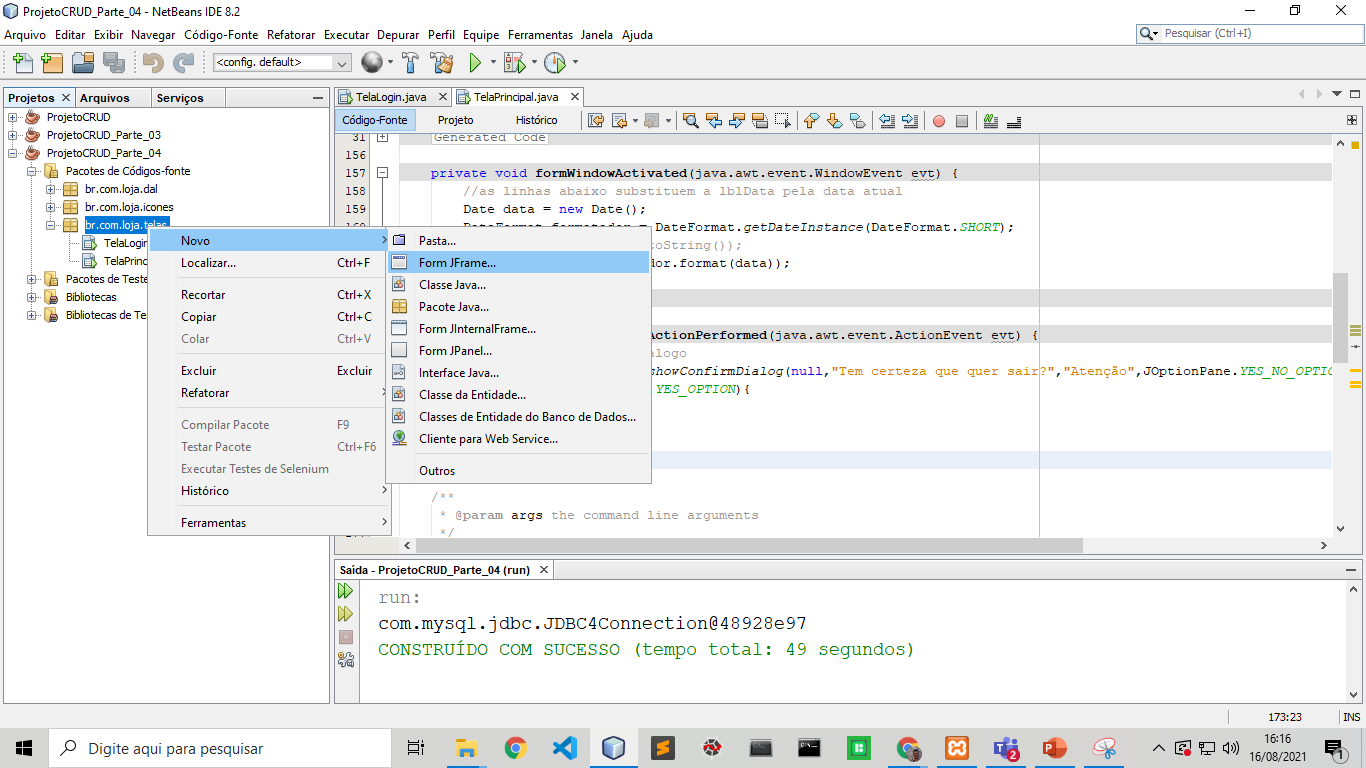 ProjetoCRUD_Parte_04 - NetBeans IDE 8.2
Arquivo Editar Exibir Navegar Código-Fonte Refatorar Executar Depurar Perfil Equipe Ferramentas Janela Ajuda
Pesquisar (Ctrl+I)
<config. default>
Projetos Arquivos Serviços
ProjetoCRUD
ProjetoCRUD_Parte_03
ProjetoCRUD_Parte_04
Pacotes de Códigos-fonte
br.com.loja.dal
br.com.loja.icones
br.com.loja.telas
TelaLogin
TelaPrinc
Pacotes de Teste
Bibliotecas
Bibliotecas de Te
Novo
Localizar... Ctrl+F
Recortar Ctrl+X
Copiar Ctrl+C
Colar Ctrl+V
Excluir Excluir
Refatorar
Compilar Pacote F9
Testar Pacote Ctrl+F6
Executar Testes de Selenium
Histórico
Ferramentas
Pasta...
Form JFrame...
Classe Java...
Pacote Java...
Form JInternalFrame...
Form JPanel...
Interface Java...
Classe da Entidade...
Classes de Entidade do Banco de Dados...
Cliente para Web Service...
Outros
TelaLogin.java TelaPrincipal.java
Código-Fonte Projeto Histórico
31 Generated Code
156
157 private void formWindowActivated(java.awt.event.WindowEvent evt) {
158 //as linhas abaixo substituem a lblData pela data atual
159 Date data = new Date();
DateFormat.getDateInstance(DateFormat.SHORT);
toString());
dor.format(data));
ActionPerformed(java.awt.event.ActionEvent evt) {
alogo
showConfirmDialog(null,"Tem certeza que quer sair?","Atenção",JOptionPane.YES_NO_OPTIO
YES_OPTION){
/**
* @param args the command line arguments
*/
Saída - ProjetoCRUD_Parte_04 (run)
run:
com.mysql.jdbc.JDBC4Connection@48928e97
CONSTRUÍDO COM SUCESSO (tempo total: 49 segundos)
173:23 INS
Digite aqui para pesquisar
2
16:16
16/08/2021
1